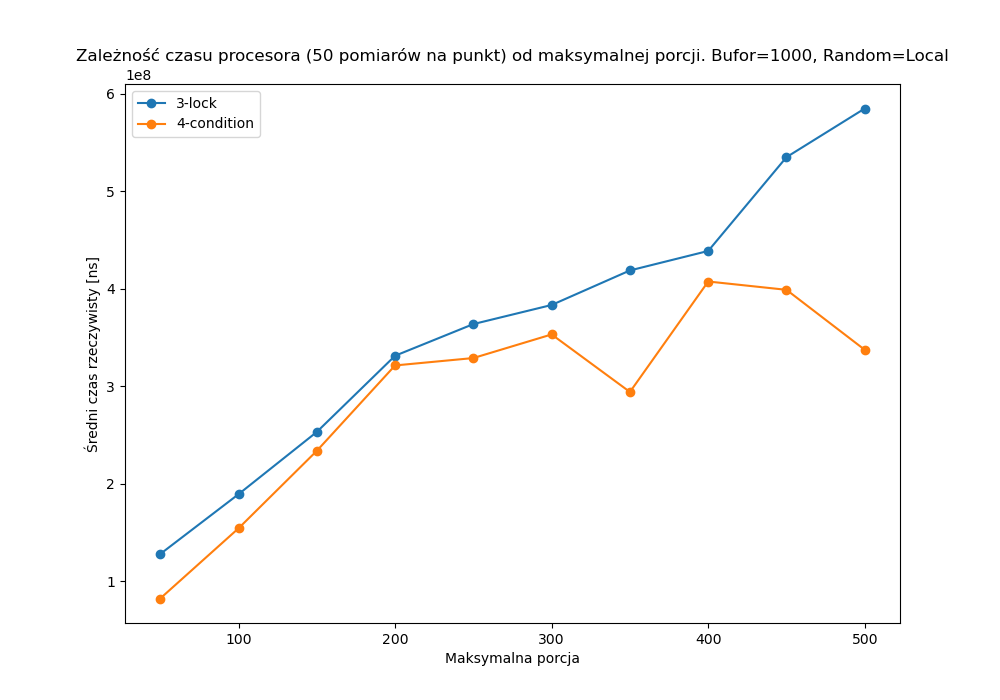 Zależność czasu procesora (50 pomiarów na punkt) od maksymalnej porcji. Bufor=1000, Random=Local
1e8
3-lock
4-condition
6
5
4
3
2
1
Średni czas rzeczywisty [ns]
100
200
300
400
500
Maksymalna porcja